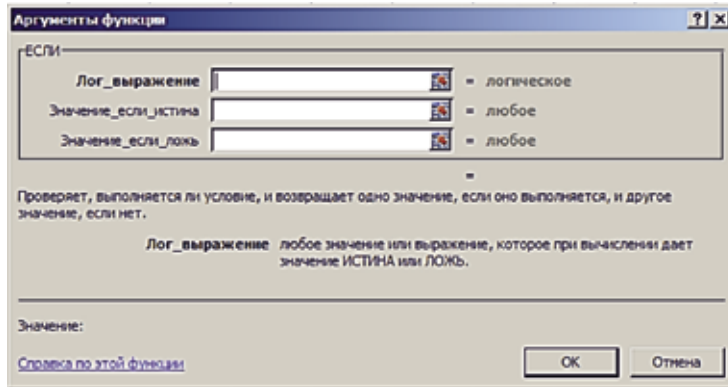 Аргументы функции
ЕСЛИ
Лог_выражение = логическое
Значение_если_истина = любое
Значение_если_ложь = любое
=
Проверяет, выполняется ли условие, и возвращает одно значение, если оно выполняется, и другое
значение, если нет.
Лог_выражение любое значение или выражение, которое при вычислении дает
значение ИСТИНА или ЛОЖЬ.
Значение:
Справка по этой функции
OK Отмена